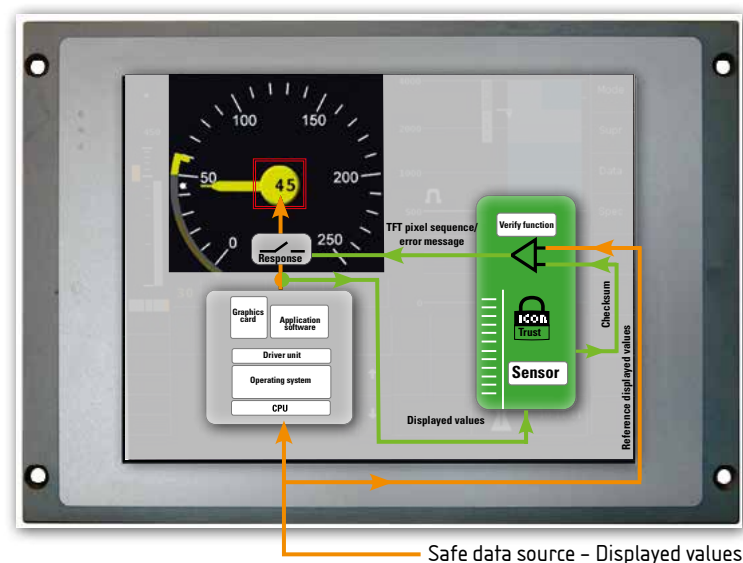 100
150
50
45
200
0
250
Response
TFT pixel sequence/
error message
Verify function
Graphics
card
Application
software
Driver unit
Operating system
CPU
icon
Trust
Sensor
Checksum
Reference displayed values
Displayed values
Safe data source – Displayed values